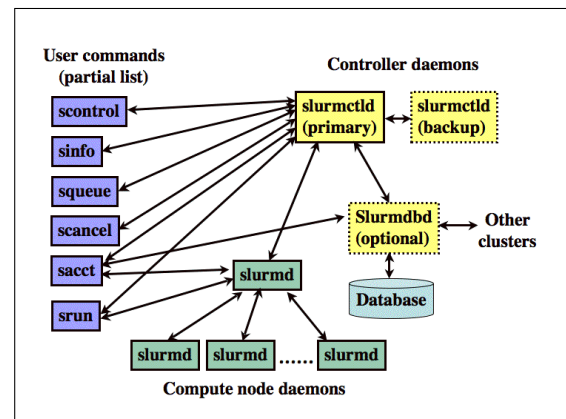 User commands
(partial list)
Controller daemons
scontrol
slurmctld
(primary)
slurmctld
(backup)
sinfo
squeue
scancel
Slurmdbd
(optional)
Other
clusters
sacct
slurmd
Database
srun
slurmd
slurmd
......
slurmd
Compute node daemons